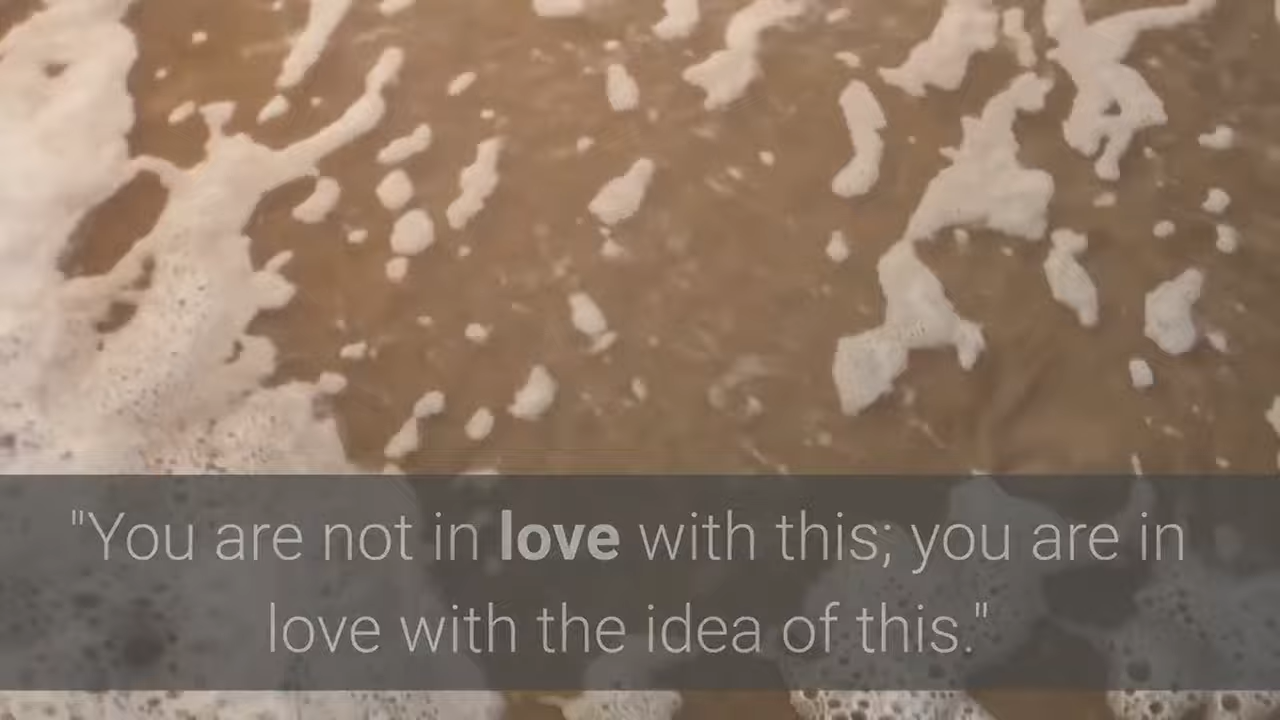 "You are not in love with this; you are in
love with the idea of this."